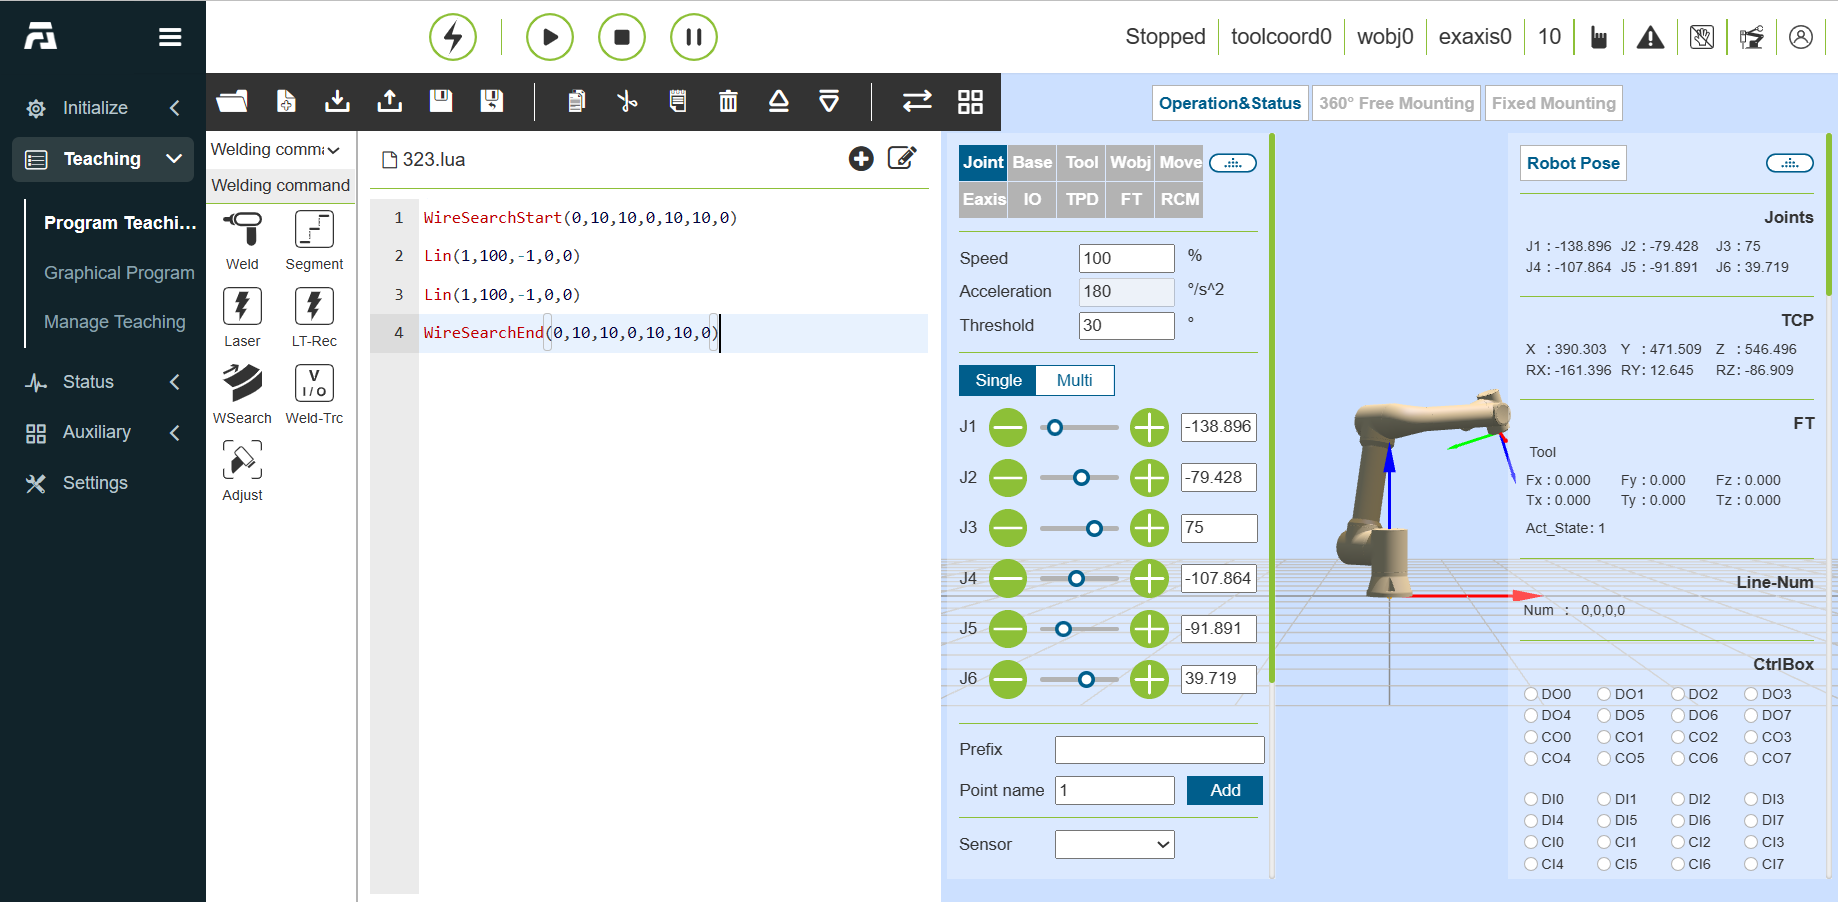 Stopped
toolcoord0
wobj0
exaxis0
10
Initialize
Teaching
Program Teachi...
Graphical Program
Manage Teaching
Status
Auxiliary
Settings
Welding comm
Welding command
Weld
Segment
Laser
LT-Rec
WSearch
V
I/O
Weld-Trc
Adjust
323.lua
1 WireSearchStart(0,10,10,0,10,10,0)
2 Lin(1,100,-1,0,0)
3 Lin(1,100,-1,0,0)
4 WireSearchEnd(0,10,10,0,10,10,0)
Operation&Status
360° Free Mounting
Fixed Mounting
Joint Base Tool Wobj Move
Eaxis IO TPD FT RCM
Speed 100 %
Acceleration 180 °/s^2
Threshold 30 °
Single Multi
J1 -138.896
J2 -79.428
J3 75
J4 -107.864
J5 -91.891
J6 39.719
Prefix
Point name 1 Add
Sensor
Robot Pose
Joints
J1 : -138.896 J2 : -79.428 J3 : 75
J4 : -107.864 J5 : -91.891 J6 : 39.719
TCP
X : 390.303 Y : 471.509 Z : 546.496
RX: -161.396 RY: 12.645 RZ: -86.909
FT
Tool
Fx : 0.000 Fy : 0.000 Fz : 0.000
Tx : 0.000 Ty : 0.000 Tz : 0.000
Act_State: 1
Line-Num
Num : 0,0,0,0
CtrlBox
DO0 DO1 DO2 DO3
DO4 DO5 DO6 DO7
CO0 CO1 CO2 CO3
CO4 CO5 CO6 CO7
DI0 DI1 DI2 DI3
DI4 DI5 DI6 DI7
CI0 CI1 CI2 CI3
CI4 CI5 CI6 CI7